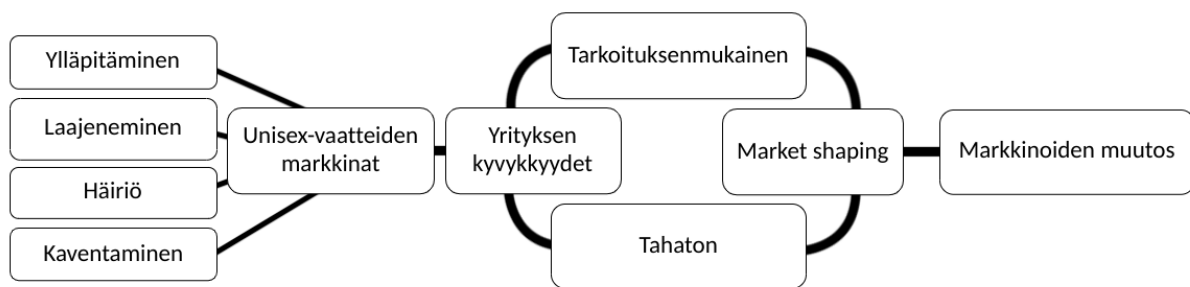 Ylläpitäminen
Laajeneminen
Häiriö
Kaventaminen
Unisex-vaatteiden
markkinat
Yrityksen
kyvykkyydet
Tarkoituksenmukainen
Tahaton
Market shaping
Markkinoiden muutos